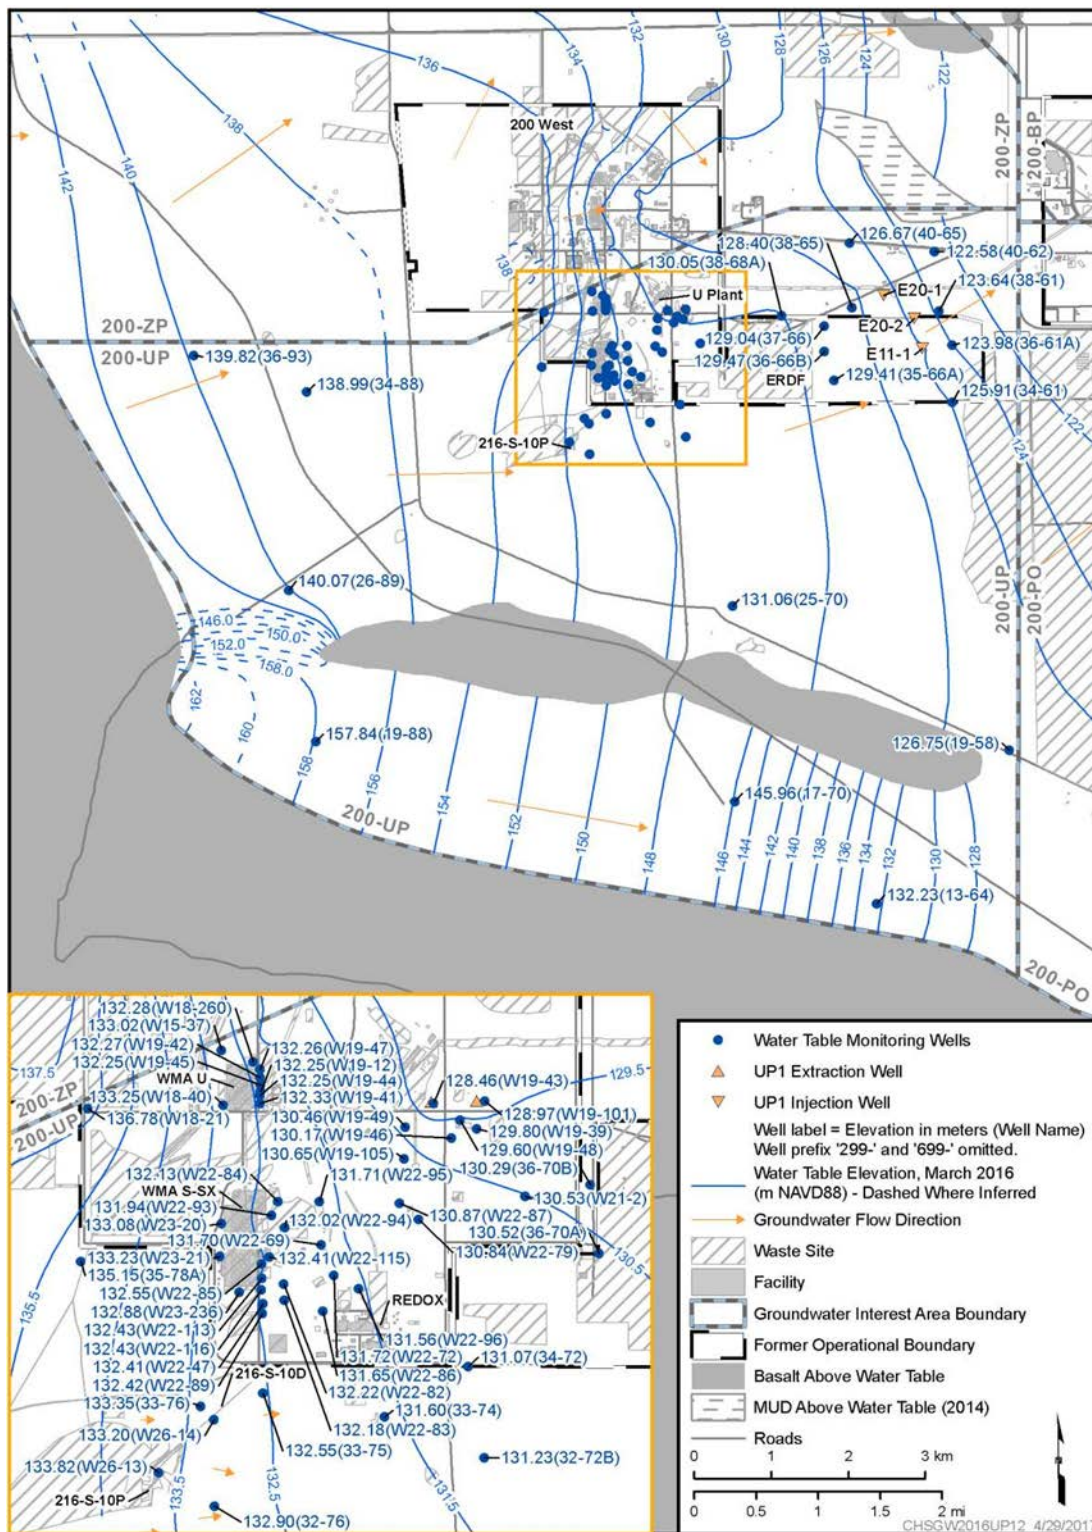 136
134
132
130
128
126
124
122
138
140
142
200 West
200-ZP
200-BP
138
126.67(40-65)
128.40(38-65)
122.58(40-62)
130.05(38-68A)
123.64(38-61)
E20-1
U Plant
E20-2
200-ZP
200-UP
129.04(37-66)
123.98(36-61A)
139.82(36-93)
129.47(36-66B)
E11-1
ERDF
138.99(34-88)
129.41(35-66A)
125.91(34-61)
122
216-S-10P
124
140.07(26-89)
131.06(25-70)
200-UP
200-PO
146.0
150.0
152.0
158.0
162
160
157.84(19-88)
126.75(19-58)
158
156
154
152
150
148
145.96(17-70)
146
144
142
140
138
136
134
132
130
128
200-UP
132.23(13-64)
200-PO
132.28(W18-260)
133.02(W15-37)
132.27(W19-42)
132.26(W19-47)
132.25(W19-45)
132.25(W19-12)
137.5
WMA U
132.25(W19-44)
128.46(W19-43)
129.5
200-ZP
133.25(W18-40)
132.33(W19-41)
200-UP
136.78(W18-21)
130.46(W19-49)
128.97(W19-101)
130.17(W19-46)
129.80(W19-39)
130.65(W19-105)
129.60(W19-48)
132.13(W22-84)
131.71(W22-95)
130.29(36-70B)
WMA S-SX
131.94(W22-93)
130.53(W21-2)
133.08(W23-20)
132.02(W22-94)
130.87(W22-87)
131.70(W22-69)
130.52(36-70A)
133.23(W23-21)
132.41(W22-115)
130.84(W22-79)
130.5
135.15(35-78A)
132.55(W22-85)
REDOX
135.5
132.88(W23-236)
132.43(W22-113)
132.43(W22-116)
131.56(W22-96)
132.41(W22-47)
131.72(W22-72)
131.07(34-72)
132.42(W22-89)
216-S-10D
131.65(W22-86)
133.35(33-76)
132.22(W22-82)
131.60(33-74)
133.20(W26-14)
132.18(W22-83)
132.55(33-75)
131.23(32-72B)
133.82(W26-13)
216-S-10P
133.5
132.5
131.5
132.90(32-76)
Water Table Monitoring Wells
UP1 Extraction Well
UP1 Injection Well
Well label = Elevation in meters (Well Name)
Well prefix '299-' and '699-' omitted.
Water Table Elevation, March 2016
(m NAVD88) - Dashed Where Inferred
Groundwater Flow Direction
Waste Site
Facility
Groundwater Interest Area Boundary
Former Operational Boundary
Basalt Above Water Table
MUD Above Water Table (2014)
Roads
0 1 2 3 km
0 0.5 1 1.5 2 mi
CHSGW2016UP12 4/29/201